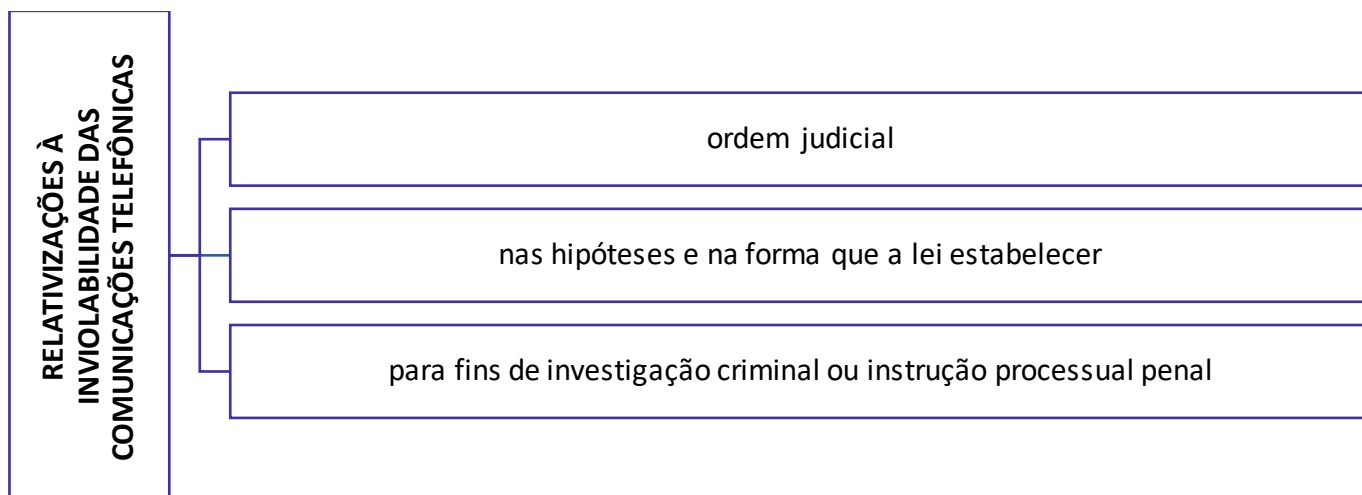 RELATIVIZAÇÕES À
INVIOLABILIDADE DAS
COMUNICAÇÕES TELEFÔNICAS
ordem judicial
nas hipóteses e na forma que a lei estabelecer
para fins de investigação criminal ou instrução processual penal